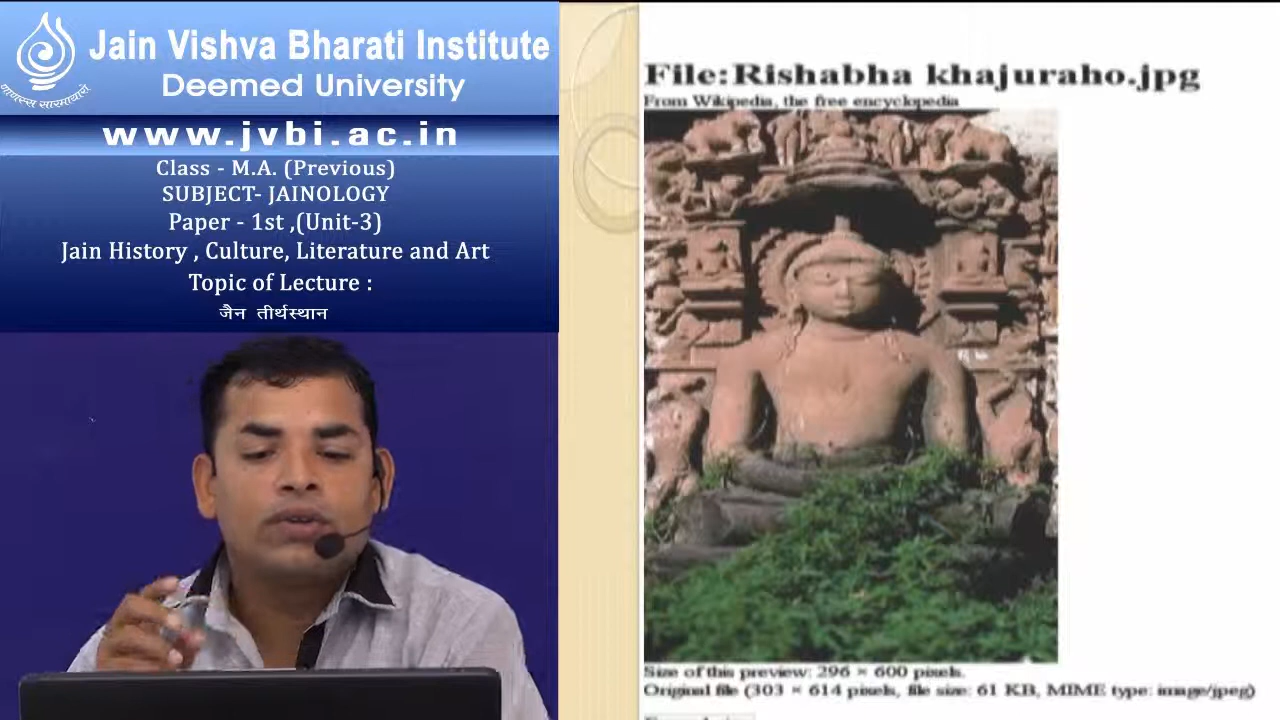 Jain Vishva Bharati Institute
Deemed University
णाणस्स सारमायारो
www.jvbi.ac.in
Class - M.A. (Previous)
SUBJECT- JAINOLOGY
Paper - 1st ,(Unit-3)
Jain History , Culture, Literature and Art
Topic of Lecture :
जैन तीर्थस्थान
File:Rishabha khajuraho.jpg
From Wikipedia, the free encyclopedia
Size of this preview: 296 × 600 pixels.
Original file (303 × 614 pixels, file size: 61 KB, MIME type: image/jpeg)